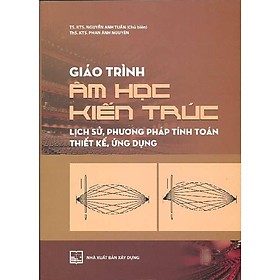 TS. KTS. NGUYỄN ANH TUẤN (Chủ biên)
ThS. KTS. PHAN ÁNH NGUYÊN
GIÁO TRÌNH
ÂM HỌC
KIẾN TRÚC
LỊCH SỬ, PHƯƠNG PHÁP TÍNH TOÁN
THIẾT KẾ, ỨNG DỤNG
NHÀ XUẤT BẢN XÂY DỰNG